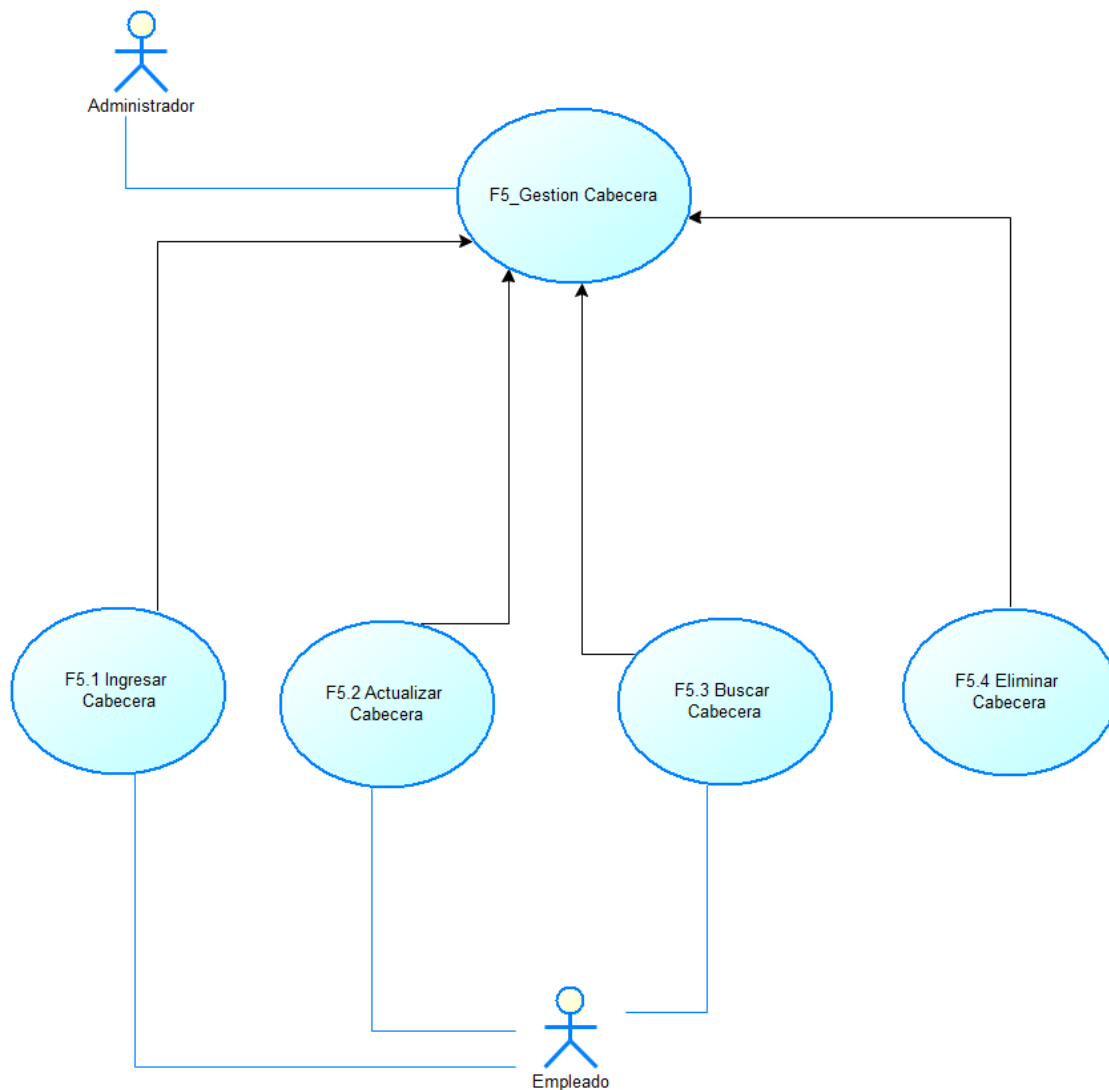 Administrador
F5_Gestion Cabecera
F5.1 Ingresar
Cabecera
F5.2 Actualizar
Cabecera
F5.3 Buscar
Cabecera
F5.4 Eliminar
Cabecera
Empleado